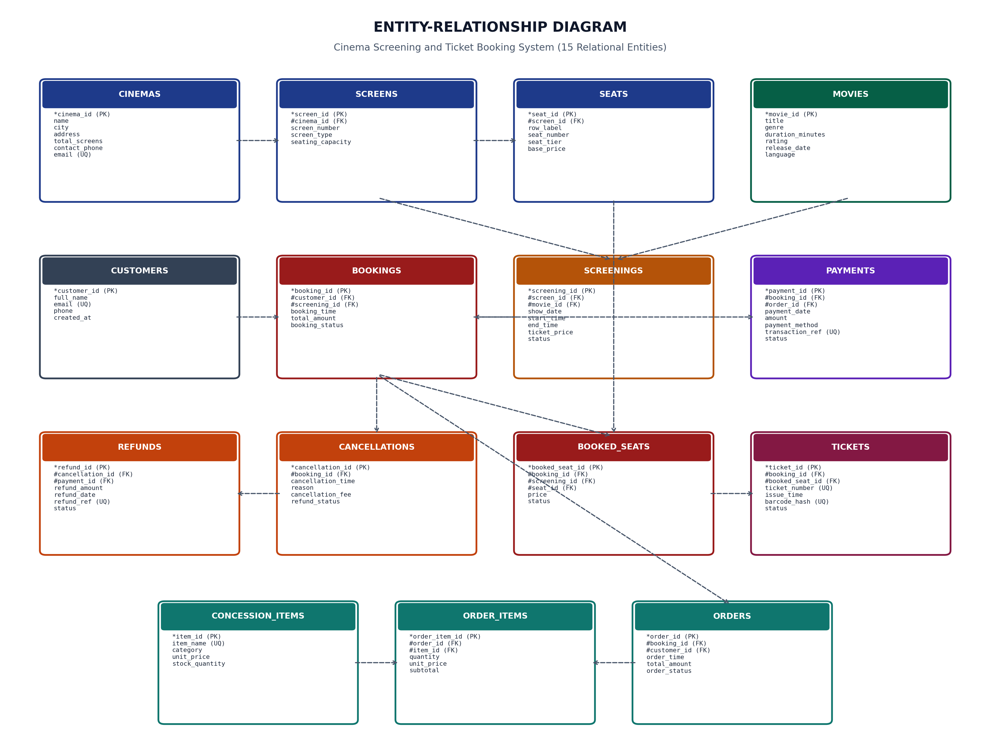 ENTITY-RELATIONSHIP DIAGRAM
Cinema Screening and Ticket Booking System (15 Relational Entities)
CINEMAS
*cinema_id (PK)
name
city
address
total_screens
contact_phone
email (UQ)
SCREENS
*screen_id (PK)
#cinema_id (FK)
screen_number
screen_type
seating_capacity
SEATS
*seat_id (PK)
#screen_id (FK)
row_label
seat_number
seat_tier
base_price
MOVIES
*movie_id (PK)
title
genre
duration_minutes
rating
release_date
language
CUSTOMERS
*customer_id (PK)
full_name
email (UQ)
phone
created_at
BOOKINGS
*booking_id (PK)
#customer_id (FK)
#screening_id (FK)
booking_time
total_amount
booking_status
SCREENINGS
*screening_id (PK)
#screen_id (FK)
#movie_id (FK)
show_date
start_time
end_time
ticket_price
status
PAYMENTS
*payment_id (PK)
#booking_id (FK)
#order_id (FK)
payment_date
amount
payment_method
transaction_ref (UQ)
status
REFUNDS
*refund_id (PK)
#cancellation_id (FK)
#payment_id (FK)
refund_amount
refund_date
refund_ref (UQ)
status
CANCELLATIONS
*cancellation_id (PK)
#booking_id (FK)
cancellation_time
reason
cancellation_fee
refund_status
BOOKED_SEATS
*booked_seat_id (PK)
#booking_id (FK)
#screening_id (FK)
#seat_id (FK)
price
status
TICKETS
*ticket_id (PK)
#booking_id (FK)
#booked_seat_id (FK)
ticket_number (UQ)
issue_time
barcode_hash (UQ)
status
CONCESSION_ITEMS
*item_id (PK)
item_name (UQ)
category
unit_price
stock_quantity
ORDER_ITEMS
*order_item_id (PK)
#order_id (FK)
#item_id (FK)
quantity
unit_price
subtotal
ORDERS
*order_id (PK)
#booking_id (FK)
#customer_id (FK)
order_time
total_amount
order_status